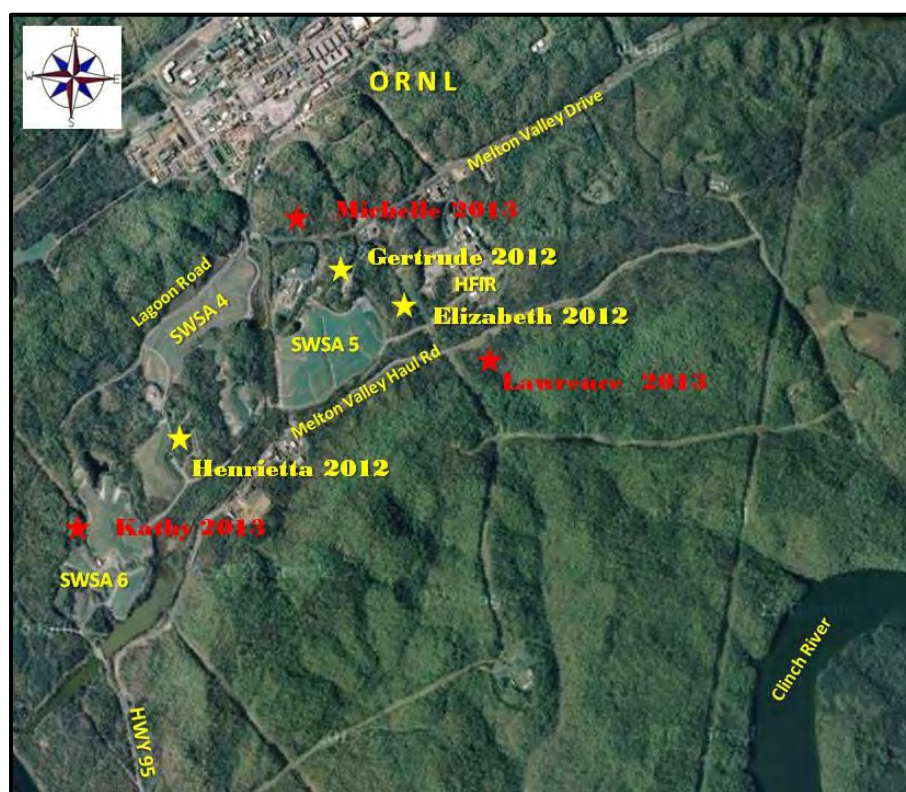 N
W
E
S
ORNL
Melton Valley Drive
Michelle 2013
Gertrude 2012
HFIR
Lagoon Road
SWSA 4
Elizabeth 2012
SWSA 5
Melton Valley Haul Rd
Lawrence 2013
Henrietta 2012
Kathy 2013
SWSA 6
Clinch River
HWY 95